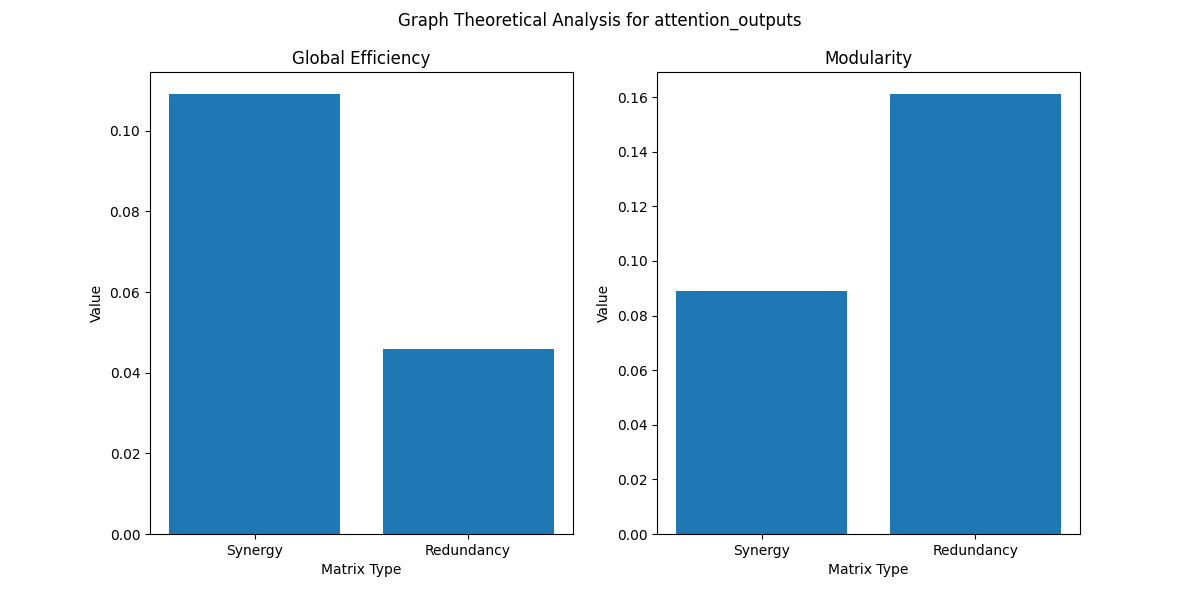 Graph Theoretical Analysis for attention_outputs
Global Efficiency
Value
0.10
0.08
0.06
0.04
0.02
0.00
Synergy
Redundancy
Matrix Type
Modularity
Value
0.16
0.14
0.12
0.10
0.08
0.06
0.04
0.02
0.00
Synergy
Redundancy
Matrix Type